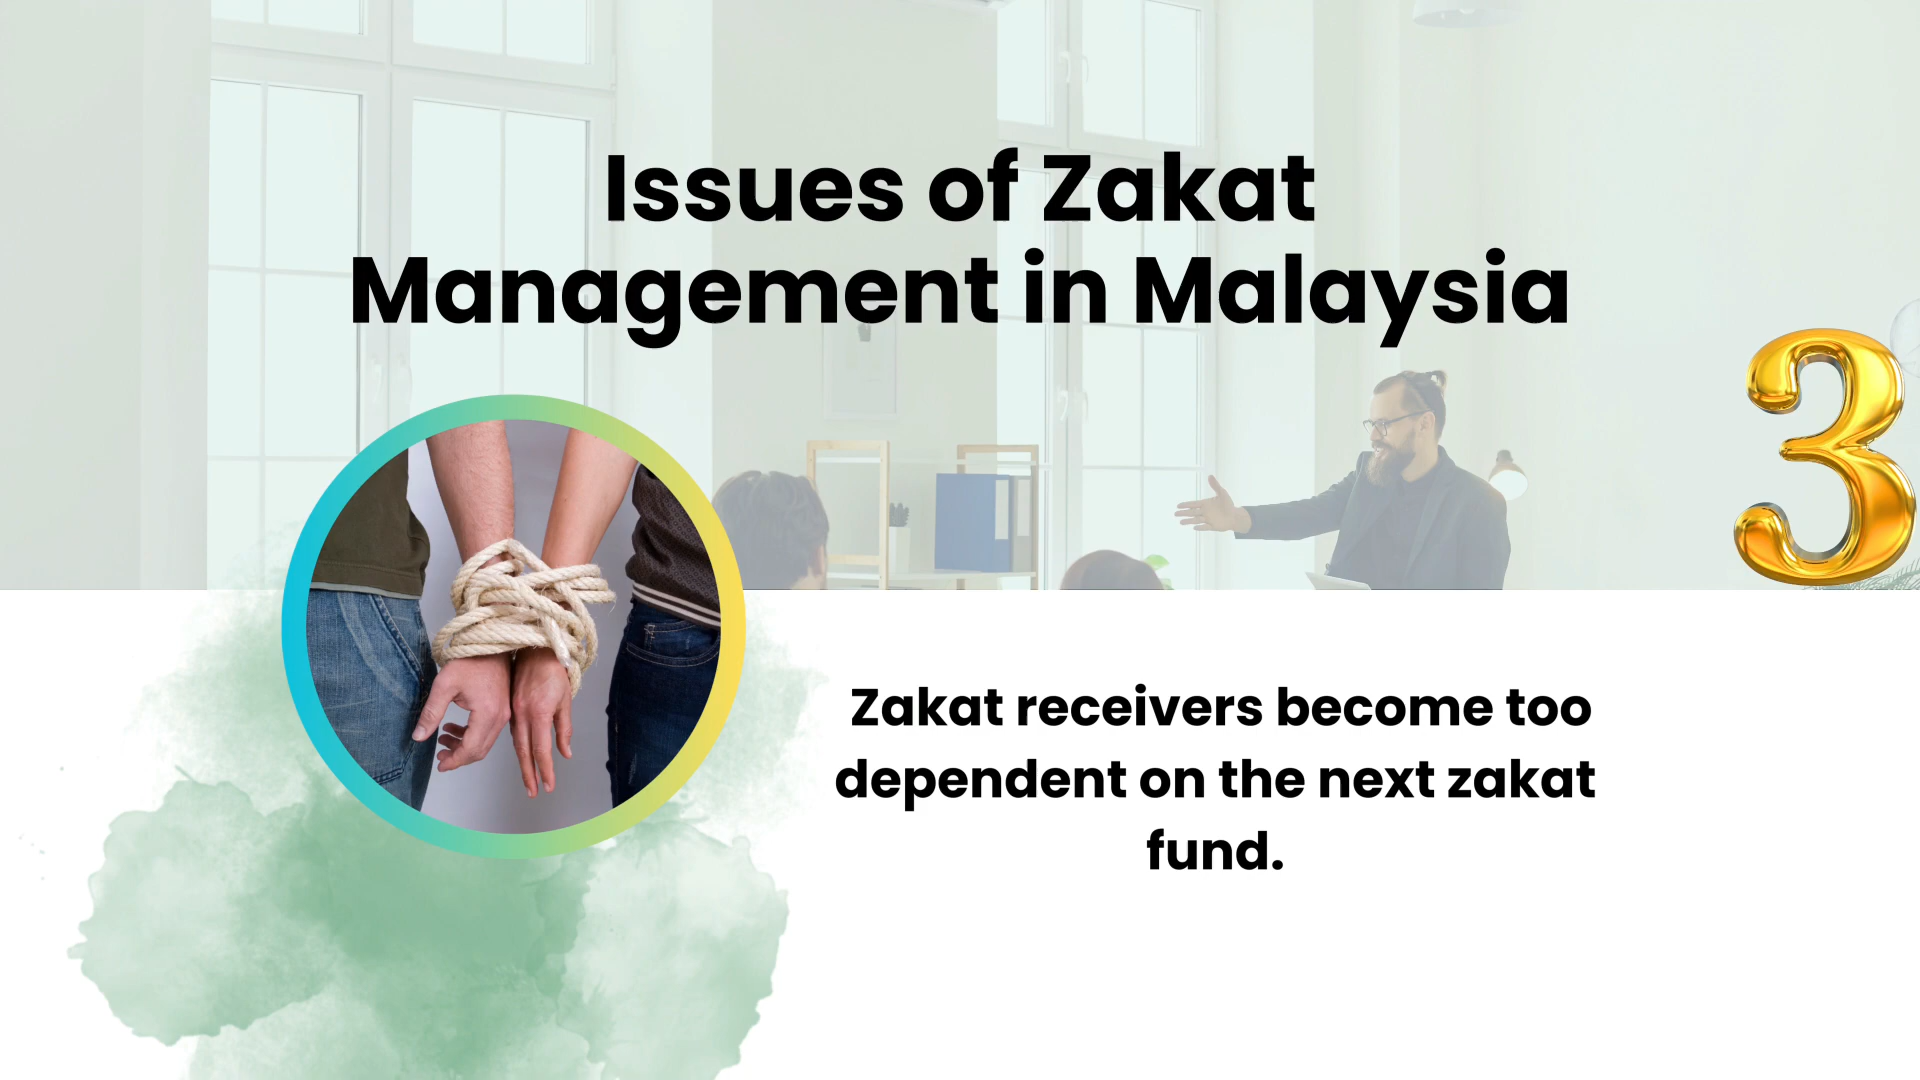 Issues of Zakat
Management in Malaysia
3
Zakat receivers become too
dependent on the next zakat
fund.